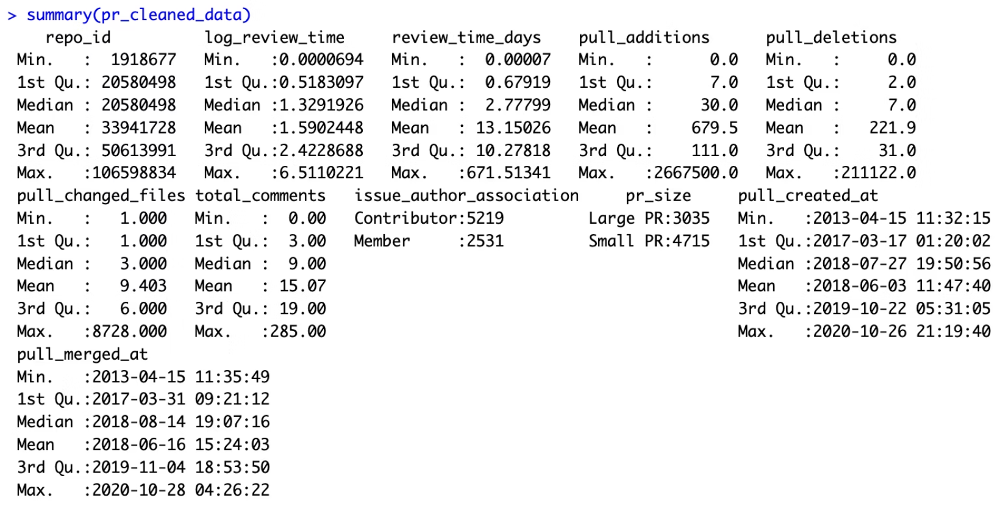 > summary(pr_cleaned_data)
    repo_id          log_review_time     review_time_days    pull_additions      pull_deletions
 Min.   :  1918677   Min.   :0.0000694   Min.   :  0.00007   Min.   :      0.0   Min.   :     0.0
 1st Qu.: 20580498   1st Qu.:0.5183097   1st Qu.:  0.67919   1st Qu.:      7.0   1st Qu.:     2.0
 Median : 20580498   Median :1.3291926   Median :  2.77799   Median :     30.0   Median :     7.0
 Mean   : 33941728   Mean   :1.5902448   Mean   : 13.15026   Mean   :    679.5   Mean   :   221.9
 3rd Qu.: 50613991   3rd Qu.:2.4228688   3rd Qu.: 10.27818   3rd Qu.:    111.0   3rd Qu.:    31.0
 Max.   :106598834   Max.   :6.5110221   Max.   :671.51341   Max.   :2667500.0   Max.   :211122.0
 pull_changed_files total_comments   issue_author_association     pr_size     pull_created_at
 Min.   :   1.000   Min.   :  0.00   Contributor:5219         Large PR:3035   Min.   :2013-04-15 11:32:15
 1st Qu.:   1.000   1st Qu.:  3.00   Member     :2531         Small PR:4715   1st Qu.:2017-03-17 01:20:02
 Median :   3.000   Median :  9.00                                            Median :2018-07-27 19:50:56
 Mean   :   9.403   Mean   : 15.07                                            Mean   :2018-06-03 11:47:40
 3rd Qu.:   6.000   3rd Qu.: 19.00                                            3rd Qu.:2019-10-22 05:31:05
 Max.   :8728.000   Max.   :285.00                                            Max.   :2020-10-26 21:19:40
 pull_merged_at
 Min.   :2013-04-15 11:35:49
 1st Qu.:2017-03-31 09:21:12
 Median :2018-08-14 19:07:16
 Mean   :2018-06-16 15:24:03
 3rd Qu.:2019-11-04 18:53:50
 Max.   :2020-10-28 04:26:22